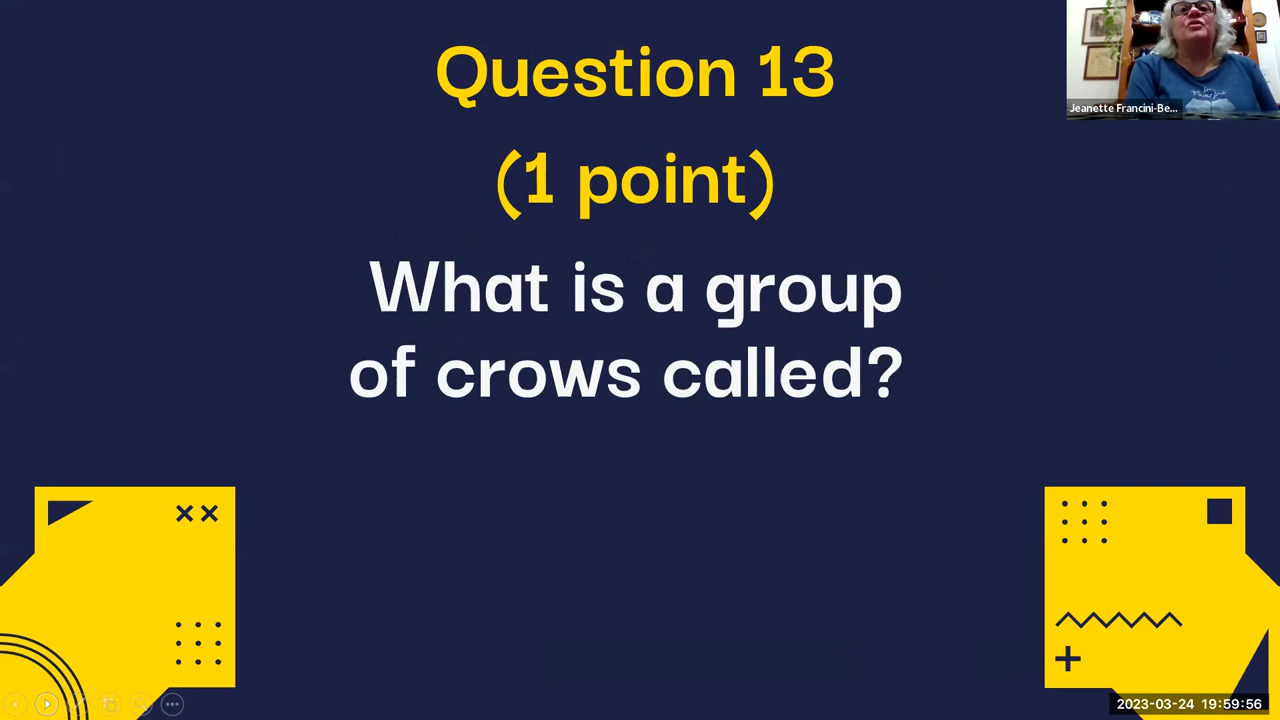 Question 13
(1 point)
What is a group
of crows called?
Jeanette Francini-Be...
2023-03-24 19:59:56